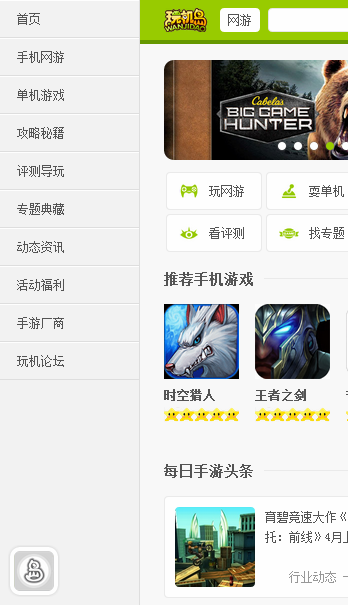 首页
手机网游
单机游戏
攻略秘籍
评测导玩
专题典藏
动态资讯
活动福利
手游厂商
玩机论坛
玩机岛
WANJIDAO
网游
Cabela's
BIG GAME
HUNTER
玩网游
耍单机
看评测
找专题
推荐手机游戏
时空猎人
王者之剑
每日手游头条
育碧竞速大作《
托：前线》4月上
行业动态